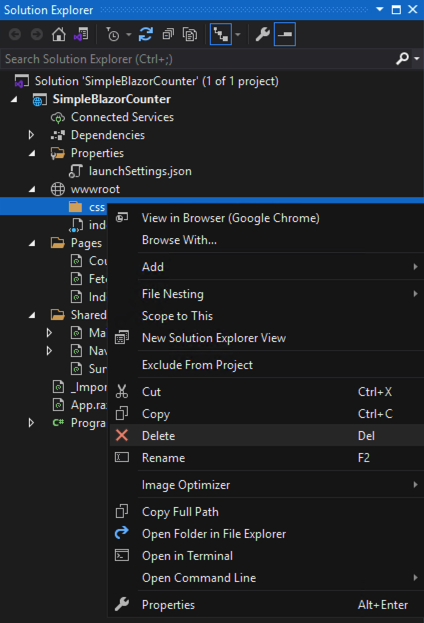 Solution Explorer
Search Solution Explorer (Ctrl+;)
Solution 'SimpleBlazorCounter' (1 of 1 project)
SimpleBlazorCounter
Connected Services
Dependencies
Properties
launchSettings.json
wwwroot
css
ind
Pages
Cou
Fet
Ind
Shared
Ma
Nav
Sur
_Impor
App.ra
C# Progra
View in Browser (Google Chrome)
Browse With...
Add
File Nesting
Scope to This
New Solution Explorer View
Exclude From Project
Cut Ctrl+X
Copy Ctrl+C
Delete Del
Rename F2
Image Optimizer
Copy Full Path
Open Folder in File Explorer
Open in Terminal
Open Command Line
Properties Alt+Enter